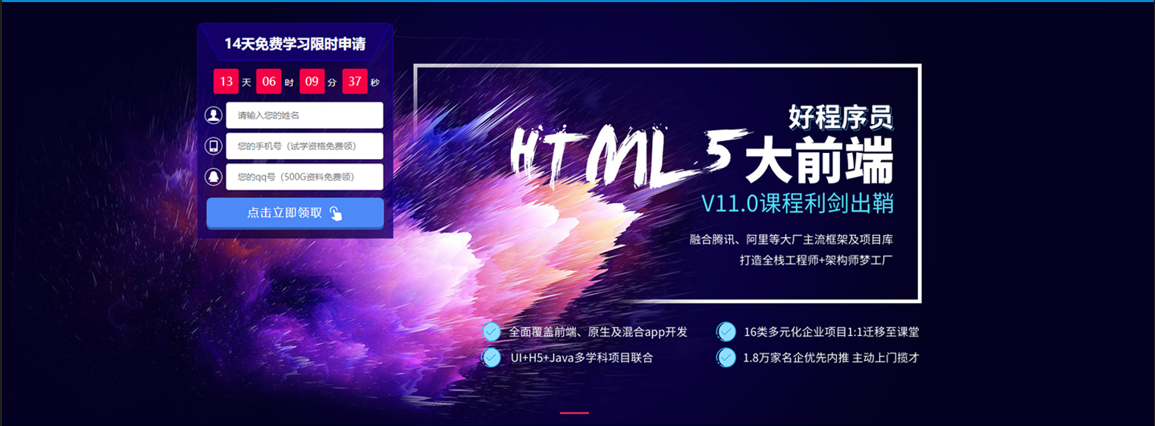 14天免费学习限时申请
13 天 06 时 09 分 37 秒
请输入您的姓名
您的手机号（试学资格免费领）
您的qq号（500G资料免费领）
点击立即领取
好程序员
HTML5大前端
V11.0课程利剑出鞘
融合腾讯、阿里等大厂主流框架及项目库
打造全栈工程师+架构师梦工厂
全面覆盖前端、原生及混合app开发
16类多元化企业项目1:1迁移至课堂
UI+H5+Java多学科项目联合
1.8万家名企优先内推 主动上门揽才